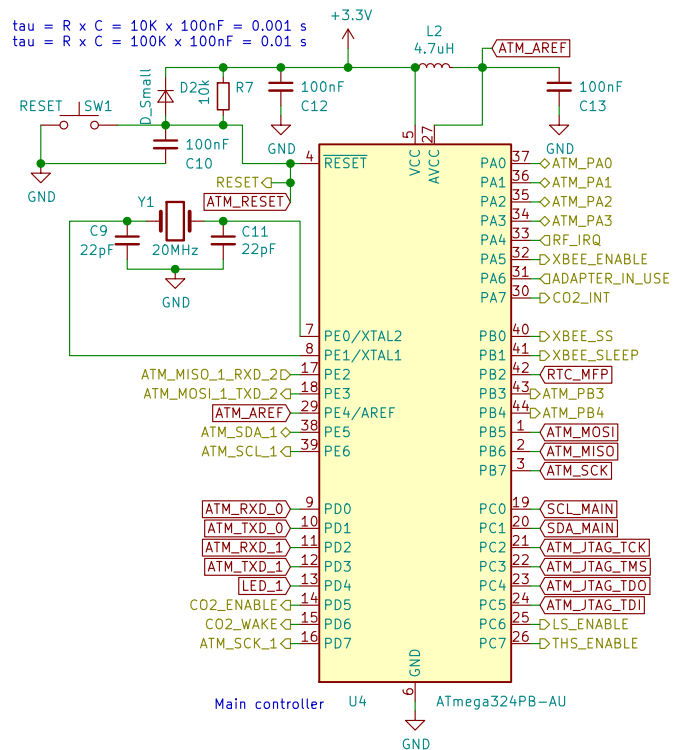 tau = R x C = 10K x 100nF = 0.001 s
tau = R x C = 100K x 100nF = 0.01 s
+3.3V
L2
4.7uH
ATM_AREF
D_Small
D2
10k
R7
100nF
C12
100nF
C13
RESET
SW1
100nF
C10
GND
GND
GND
4
RESET
5
VCC
27
AVCC
RESET
ATM_RESET
Y1
C9
22pF
20MHz
C11
22pF
GND
7
PE0/XTAL2
8
PE1/XTAL1
ATM_MISO_1_RXD_2
17
PE2
ATM_MOSI_1_TXD_2
18
PE3
ATM_AREF
29
PE4/AREF
ATM_SDA_1
38
PE5
ATM_SCL_1
39
PE6
ATM_RXD_0
9
PD0
ATM_TXD_0
10
PD1
ATM_RXD_1
11
PD2
ATM_TXD_1
12
PD3
LED_1
13
PD4
CO2_ENABLE
14
PD5
CO2_WAKE
15
PD6
ATM_SCK_1
16
PD7
PA0
37
ATM_PA0
PA1
36
ATM_PA1
PA2
35
ATM_PA2
PA3
34
ATM_PA3
PA4
33
RF_IRQ
PA5
32
XBEE_ENABLE
PA6
31
ADAPTER_IN_USE
PA7
30
CO2_INT
PB0
40
XBEE_SS
PB1
41
XBEE_SLEEP
PB2
42
RTC_MFP
PB3
43
ATM_PB3
PB4
44
ATM_PB4
PB5
1
ATM_MOSI
PB6
2
ATM_MISO
PB7
3
ATM_SCK
PC0
19
SCL_MAIN
PC1
20
SDA_MAIN
PC2
21
ATM_JTAG_TCK
PC3
22
ATM_JTAG_TMS
PC4
23
ATM_JTAG_TDO
PC5
24
ATM_JTAG_TDI
PC6
25
LS_ENABLE
PC7
26
THS_ENABLE
GND
6
Main controller
U4
ATmega324PB-AU
GND